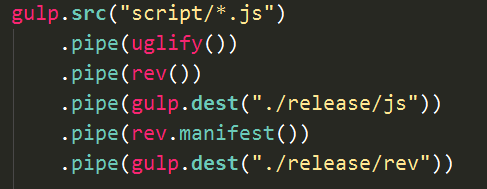 gulp.src("script/*.js")
.pipe(uglify())
.pipe(rev())
.pipe(gulp.dest("./release/js"))
.pipe(rev.manifest())
.pipe(gulp.dest("./release/rev"))